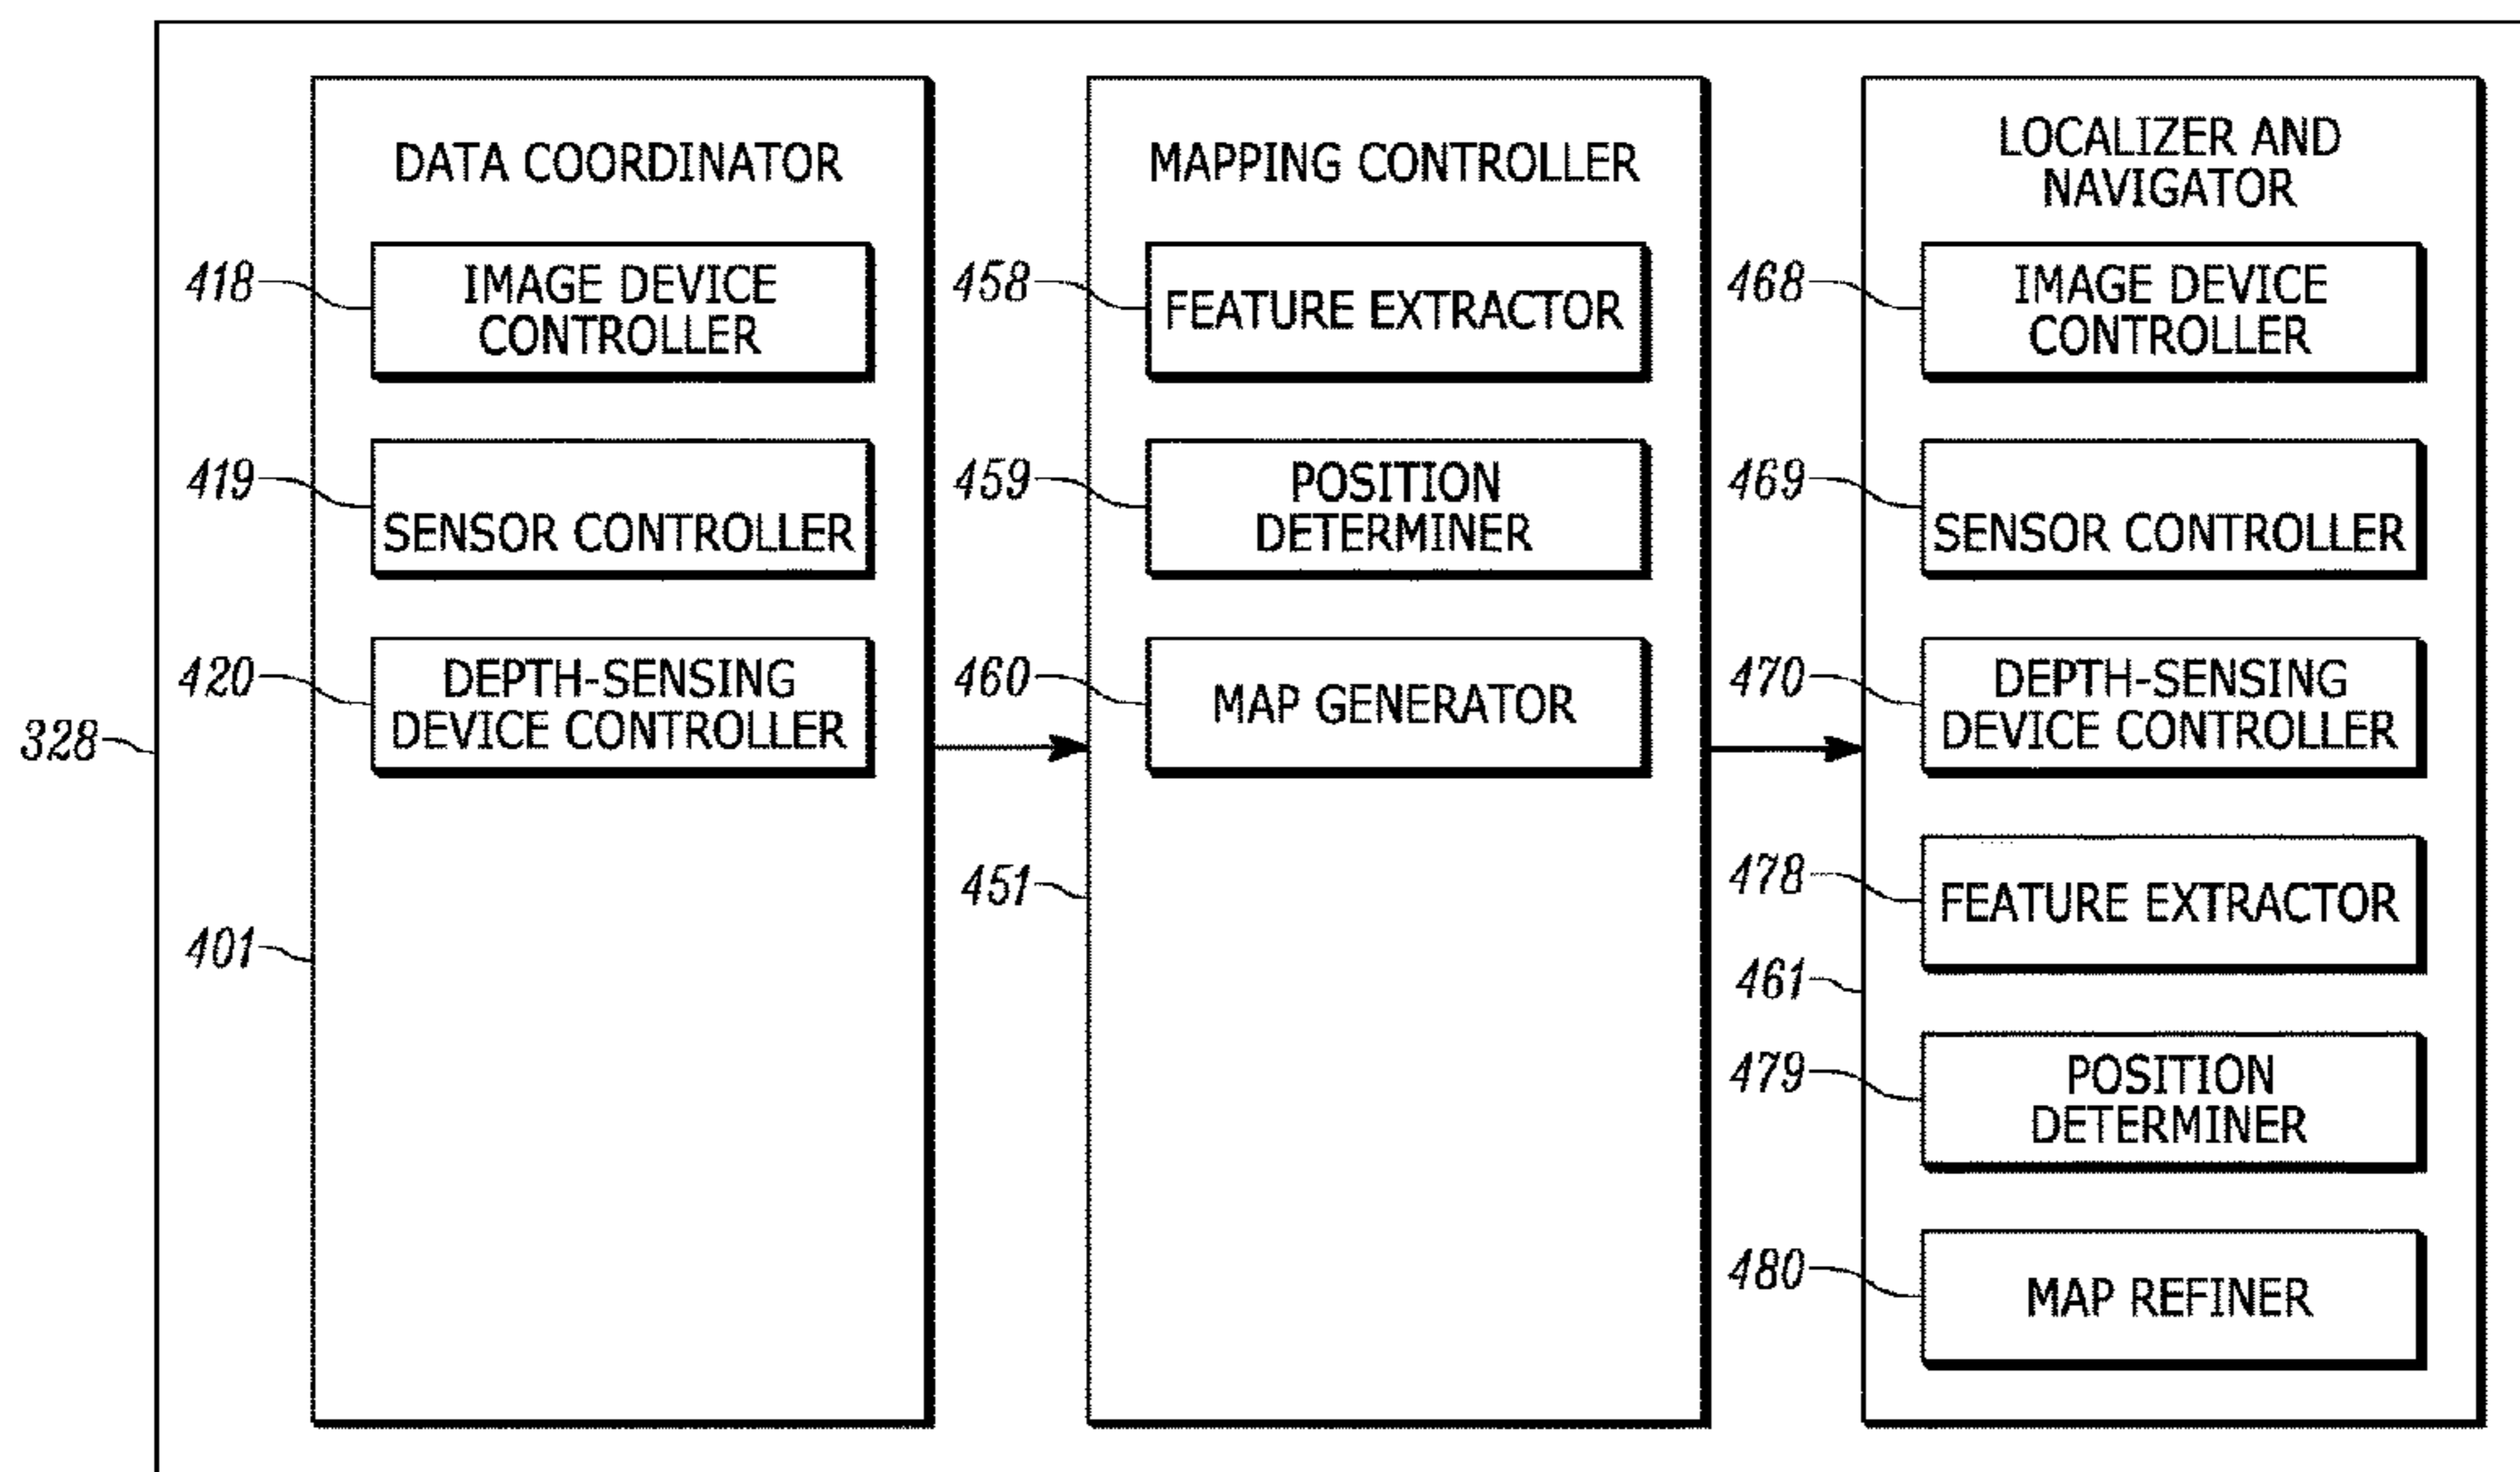 328
401
DATA COORDINATOR
418
IMAGE DEVICE
CONTROLLER
419
SENSOR CONTROLLER
420
DEPTH-SENSING
DEVICE CONTROLLER
451
MAPPING CONTROLLER
458
FEATURE EXTRACTOR
459
POSITION
DETERMINER
460
MAP GENERATOR
461
LOCALIZER AND
NAVIGATOR
468
IMAGE DEVICE
CONTROLLER
469
SENSOR CONTROLLER
470
DEPTH-SENSING
DEVICE CONTROLLER
478
FEATURE EXTRACTOR
479
POSITION
DETERMINER
480
MAP REFINER